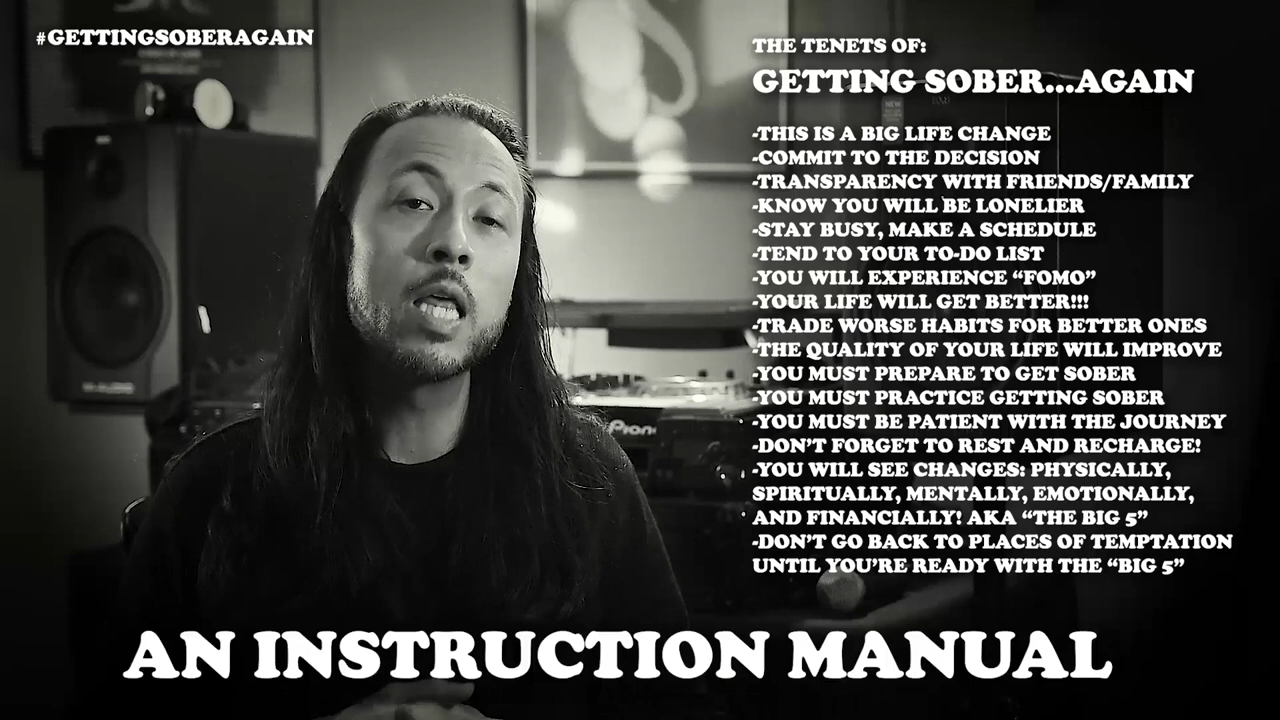 #GETTINGSOBERAGAIN
THE TENETS OF:
GETTING SOBER...AGAIN
-THIS IS A BIG LIFE CHANGE
-COMMIT TO THE DECISION
-TRANSPARENCY WITH FRIENDS/FAMILY
-KNOW YOU WILL BE LONELIER
-STAY BUSY, MAKE A SCHEDULE
-TEND TO YOUR TO-DO LIST
-YOU WILL EXPERIENCE “FOMO”
-YOUR LIFE WILL GET BETTER!!!
-TRADE WORSE HABITS FOR BETTER ONES
-THE QUALITY OF YOUR LIFE WILL IMPROVE
-YOU MUST PREPARE TO GET SOBER
-YOU MUST PRACTICE GETTING SOBER
-YOU MUST BE PATIENT WITH THE JOURNEY
-DON’T FORGET TO REST AND RECHARGE!
-YOU WILL SEE CHANGES: PHYSICALLY,
SPIRITUALLY, MENTALLY, EMOTIONALLY,
AND FINANCIALLY! AKA “THE BIG 5”
-DON’T GO BACK TO PLACES OF TEMPTATION
UNTIL YOU’RE READY WITH THE “BIG 5”
AN INSTRUCTION MANUAL